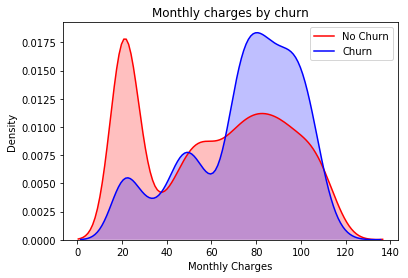 Monthly charges by churn
No Churn
Churn
Density
0.0175
0.0150
0.0125
0.0100
0.0075
0.0050
0.0025
0.0000
0 20 40 60 80 100 120 140
Monthly Charges